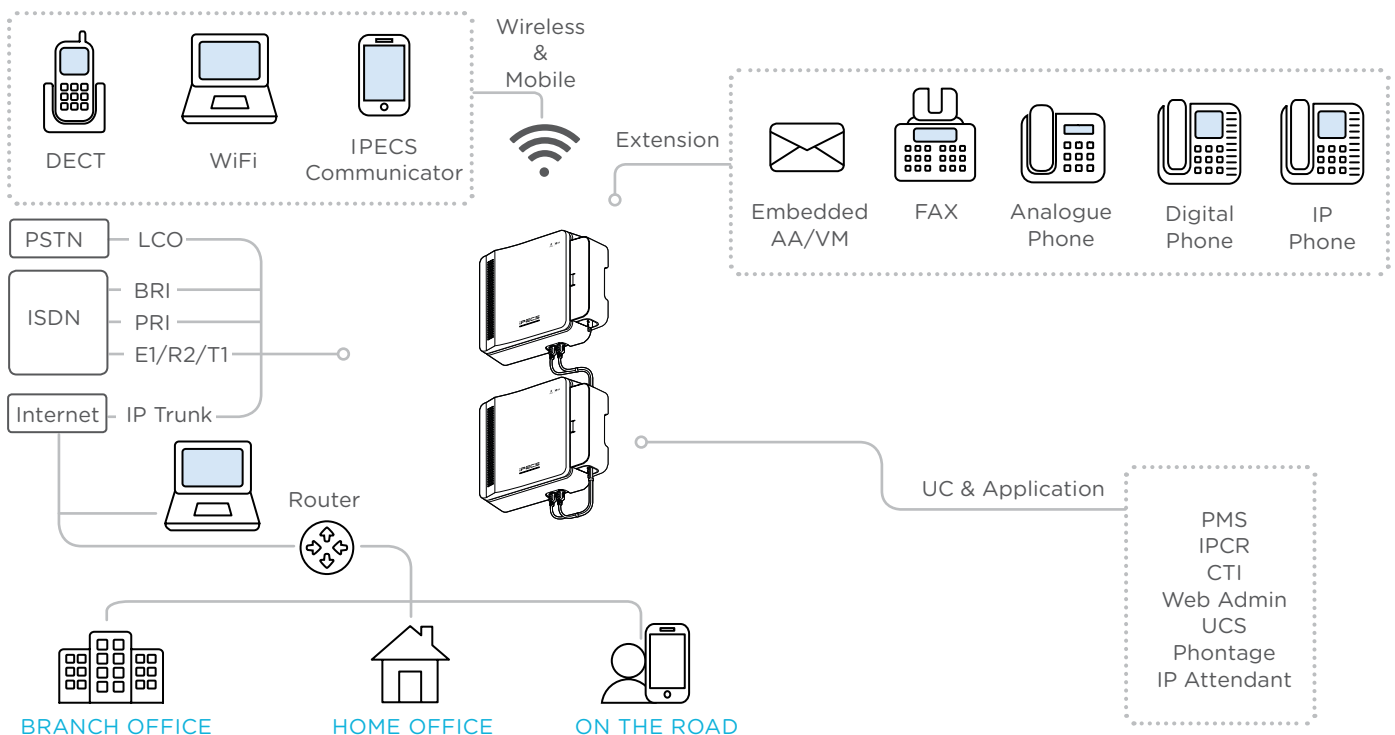 Wireless
&
Mobile
DECT
WiFi
IPECS
Communicator
Extension
Embedded
AA/VM
FAX
Analogue
Phone
Digital
Phone
IP
Phone
PSTN
LCO
ISDN
BRI
PRI
E1/R2/T1
Internet
IP Trunk
IPECS
IPECS
Router
UC & Application
PMS
IPCR
CTI
Web Admin
UCS
Phontage
IP Attendant
BRANCH OFFICE
HOME OFFICE
ON THE ROAD